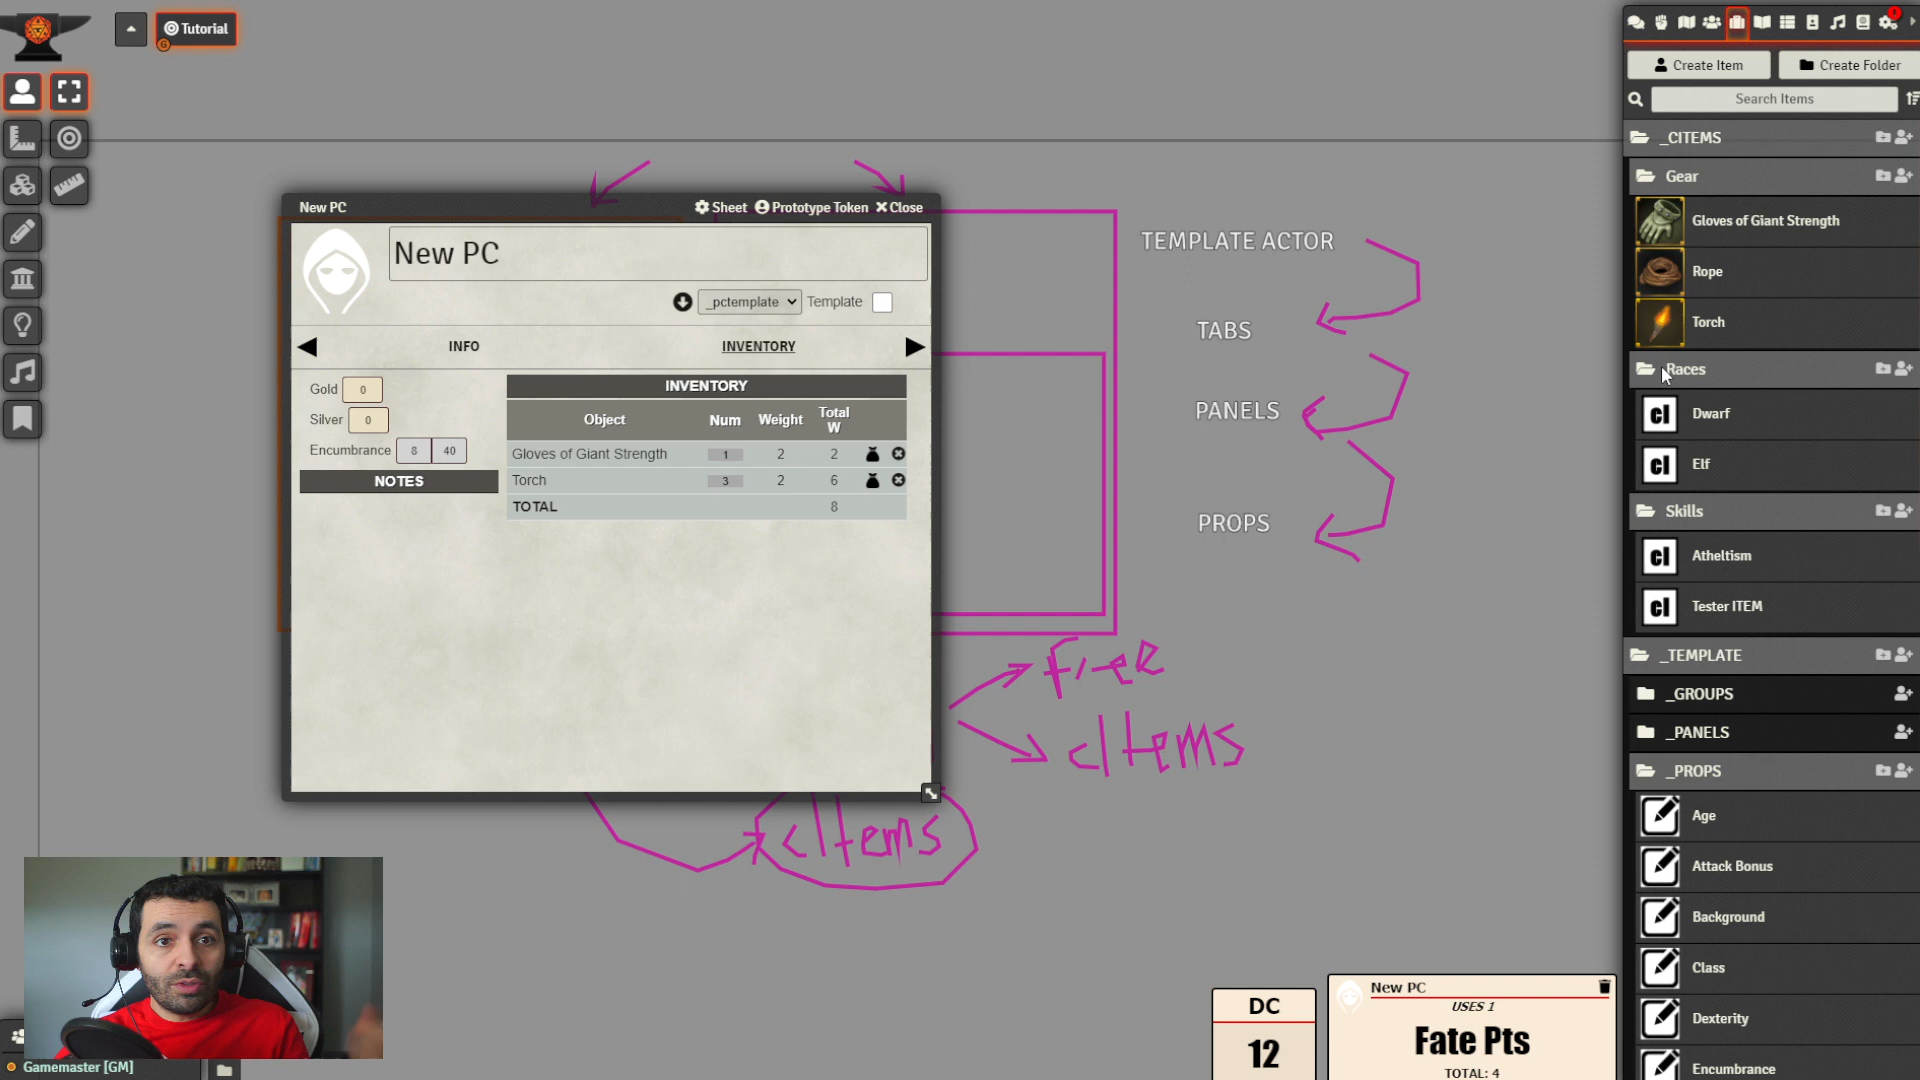 Tutorial
G
Create Item
Create Folder
Search Items
_CITEMS
Gear
Gloves of Giant Strength
Rope
Torch
Races
cI Dwarf
cI Elf
Skills
cI Atheltism
cI Tester ITEM
_TEMPLATE
_GROUPS
_PANELS
_PROPS
Age
Attack Bonus
Background
Class
Dexterity
Encumbrance
New PC
Sheet Prototype Token Close
New PC
_pctemplate Template
INFO INVENTORY
Gold 0
Silver 0
Encumbrance 8 40
NOTES
INVENTORY
Object Num Weight Total W
Gloves of Giant Strength 1 2 2
Torch 3 2 6
TOTAL 8
TEMPLATE ACTOR
TABS
PANELS
PROPS
free
cItems
cItems
DC
12
New PC
USES 1
Fate Pts
TOTAL: 4
Gamemaster [GM]